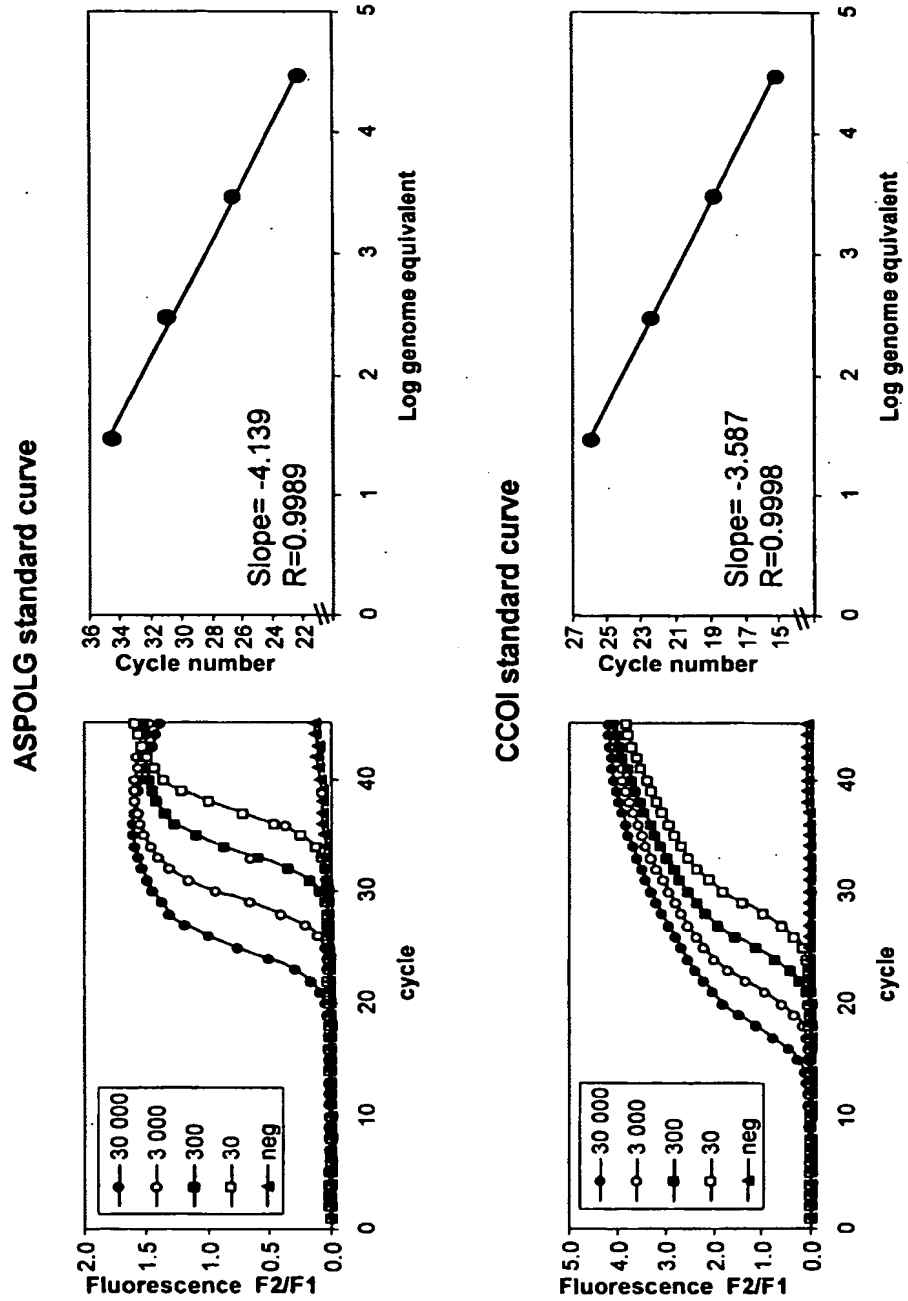 ASPOLG standard curve
Fluorescence F2/F1
2.0
1.5
1.0
0.5
0.0
30 000
3 000
300
30
neg
0 10 20 30 40
cycle
Cycle number
36
34
32
30
28
26
24
22
Slope= -4.139
R=0.9989
0 1 2 3 4 5
Log genome equivalent
CCOI standard curve
Fluorescence F2/F1
5.0
4.0
3.0
2.0
1.0
0.0
30 000
3 000
300
30
neg
0 10 20 30 40
cycle
Cycle number
27
25
23
21
19
17
15
Slope= -3.587
R=0.9998
0 1 2 3 4 5
Log genome equivalent